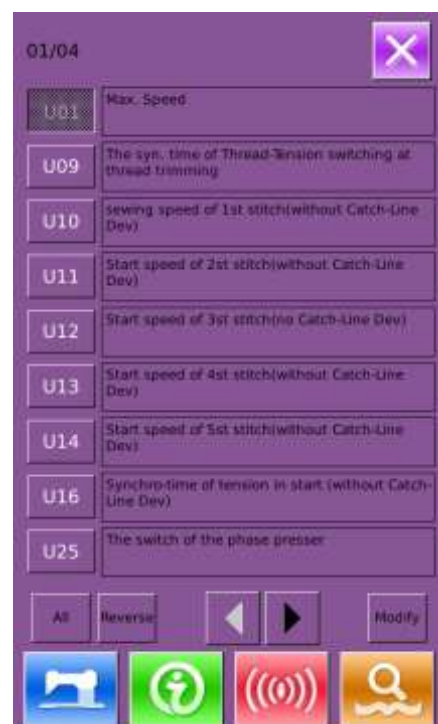 01/04
U01
Max. Speed
U09
The syn. time of Thread-Tension switching at
thread trimming
U10
sewing speed of 1st stitch(without Catch-Line
Dev)
U11
Start speed of 2st stitch(without Catch-Line
Dev)
U12
Start speed of 3st stitch(no Catch-Line Dev)
U13
Start speed of 4st stitch(without Catch-Line
Dev)
U14
Start speed of 5st stitch(without Catch-Line
Dev)
U16
Synchro-time of tension in start (without Catch-
Line Dev)
U25
The switch of the phase presser
All
Reverse
Modify